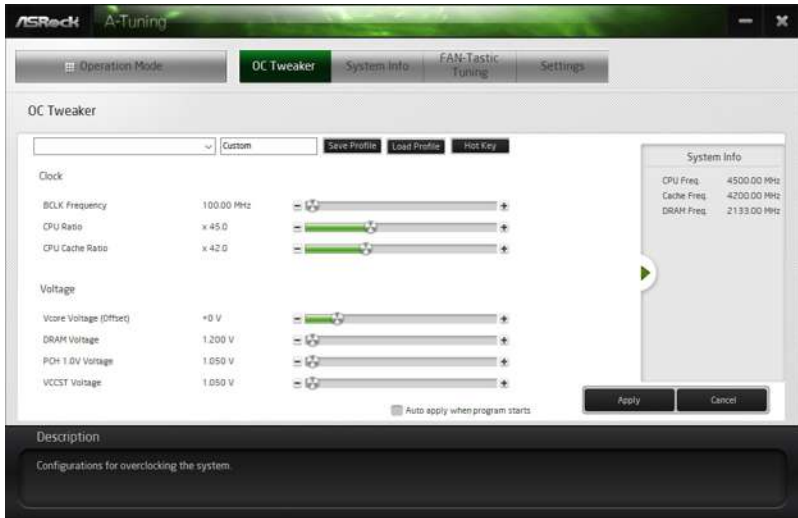 ASRock A-Tuning
Operation Mode OC Tweaker System Info FAN-Tastic Tuning Settings
OC Tweaker
Custom Save Profile Load Profile Hot Key
System Info
Clock
CPU Freq. 4500.00 MHz
Cache Freq. 4200.00 MHz
DRAM Freq. 2133.00 MHz
BCLK Frequency 100.00 MHz
CPU Ratio x 45.0
CPU Cache Ratio x 42.0
Voltage
Vcore Voltage (Offset) +0 V
DRAM Voltage 1.200 V
PCH 1.0V Voltage 1.050 V
VCCST Voltage 1.050 V
Auto apply when program starts
Apply Cancel
Description
Configurations for overclocking the system.